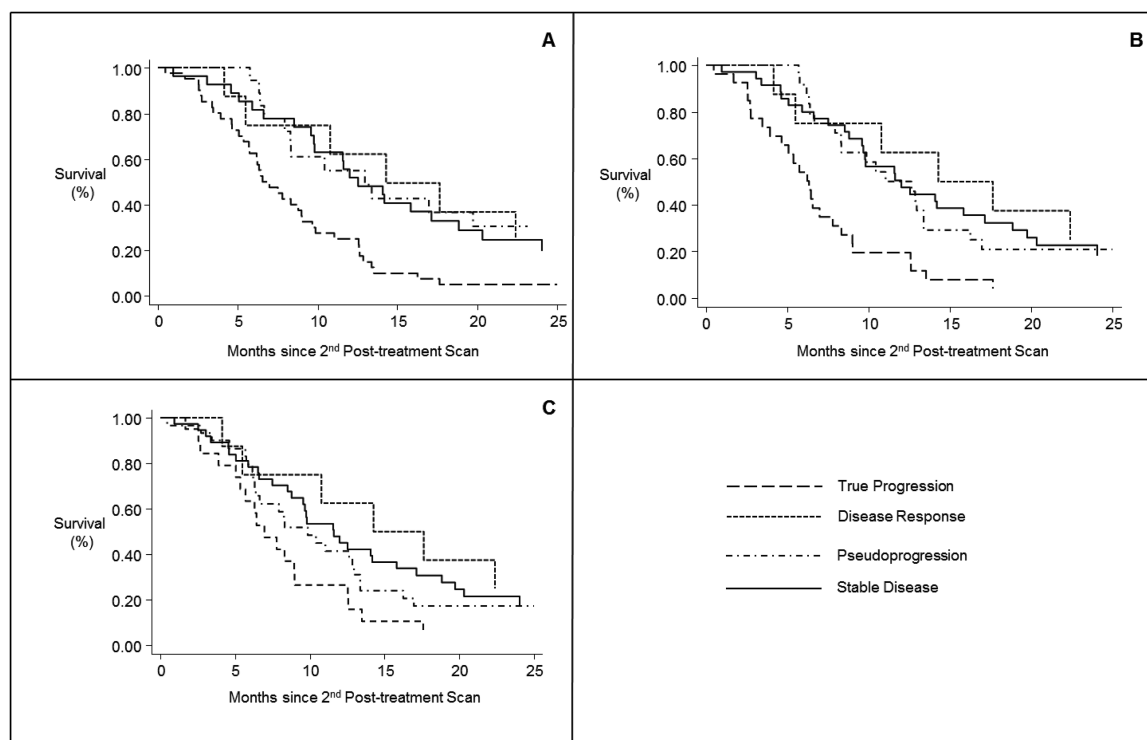 A
1.00
0.80
0.60
0.40
0.20
0.00
Survival
(%)
0 5 10 15 20 25
Months since 2nd Post-treatment Scan
B
1.00
0.80
0.60
0.40
0.20
0.00
Survival
(%)
0 5 10 15 20 25
Months since 2nd Post-treatment Scan
C
1.00
0.80
0.60
0.40
0.20
0.00
Survival
(%)
0 5 10 15 20 25
Months since 2nd Post-treatment Scan
True Progression
Disease Response
Pseudoprogression
Stable Disease